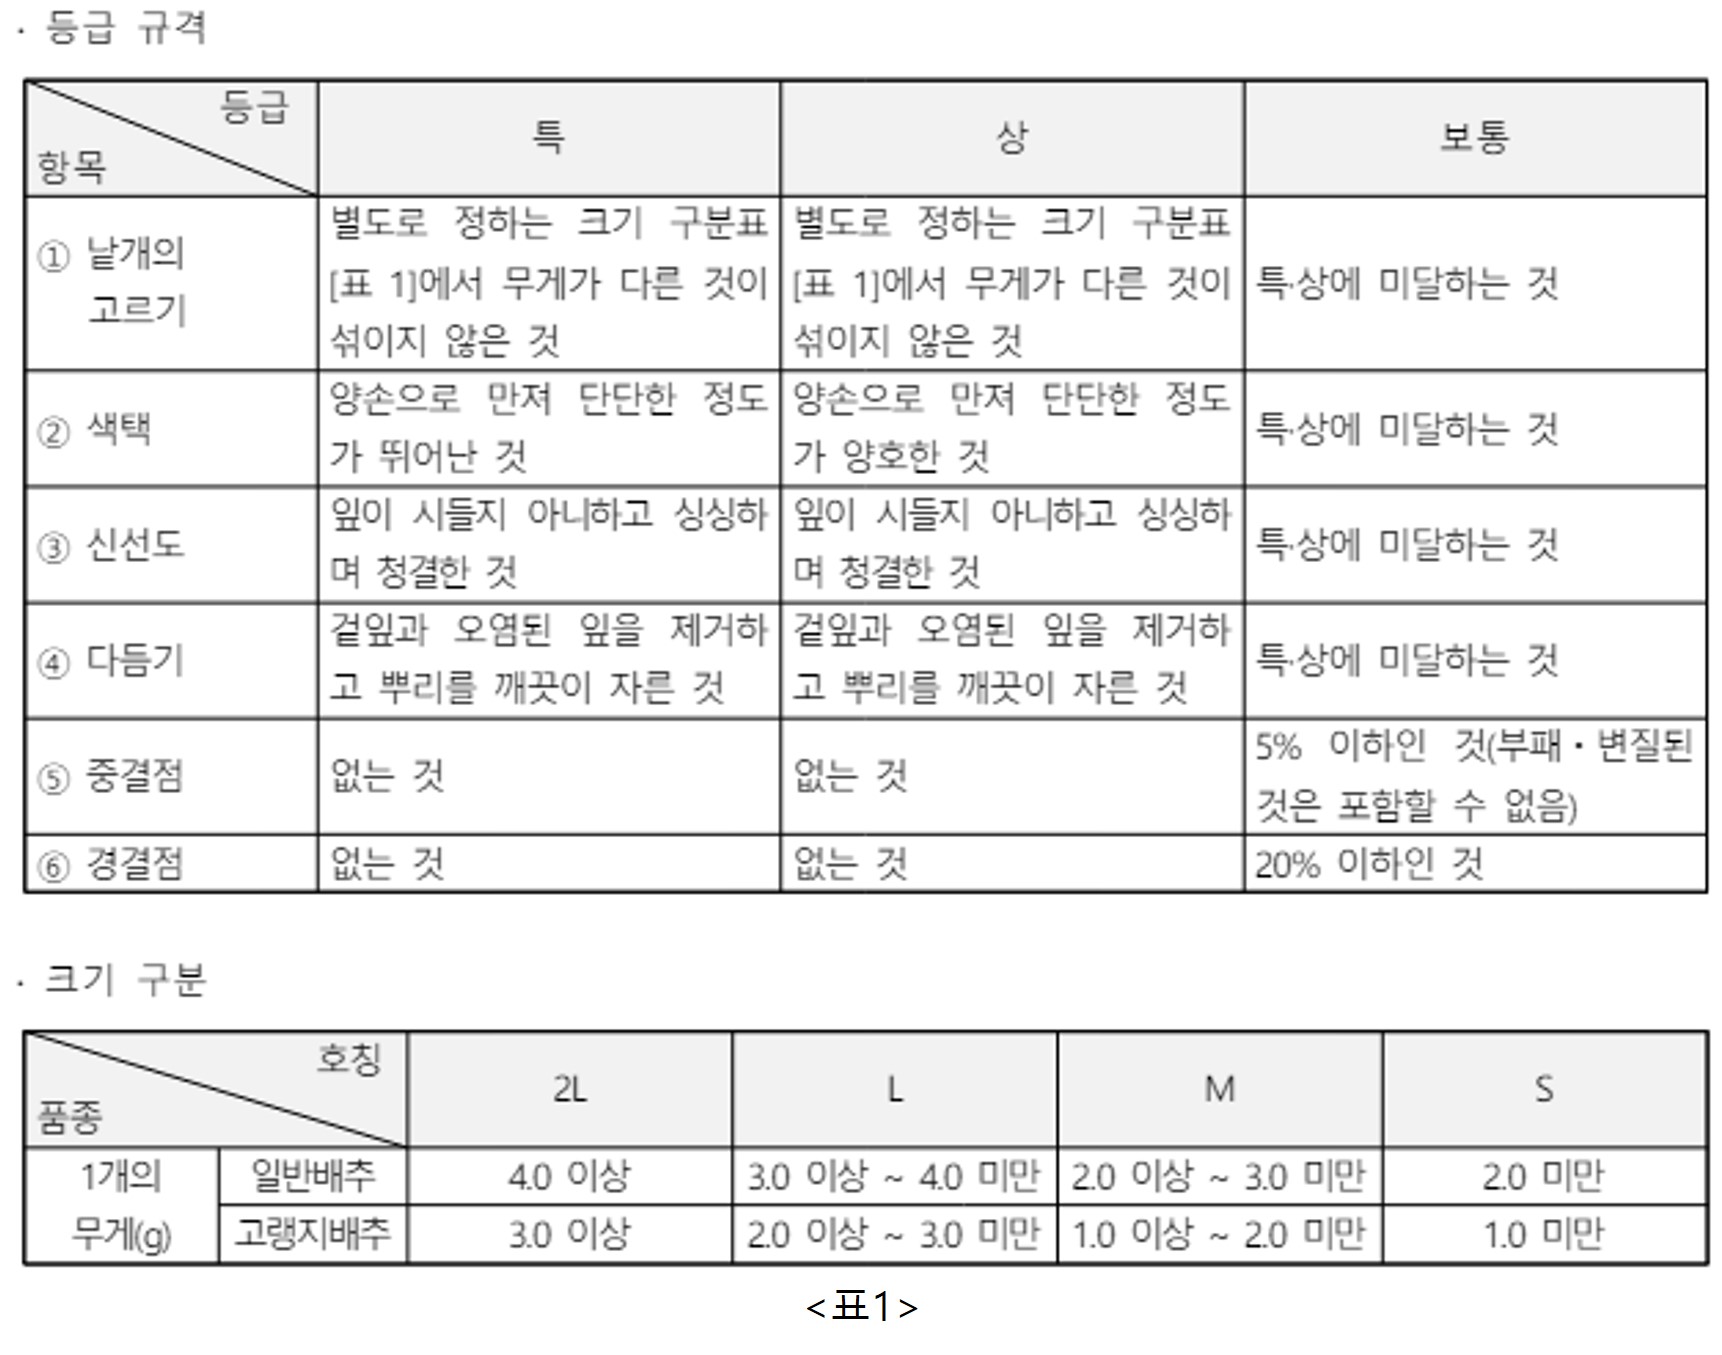 · 등급 규격
등급
항목
특
상
보통
① 낱개의
고르기
별도로 정하는 크기 구분표
[표 1]에서 무게가 다른 것이
섞이지 않은 것
별도로 정하는 크기 구분표
[표 1]에서 무게가 다른 것이
섞이지 않은 것
특·상에 미달하는 것
② 색택
양손으로 만져 단단한 정도
가 뛰어난 것
양손으로 만져 단단한 정도
가 양호한 것
특·상에 미달하는 것
③ 신선도
잎이 시들지 아니하고 싱싱하
며 청결한 것
잎이 시들지 아니하고 싱싱하
며 청결한 것
특·상에 미달하는 것
④ 다듬기
겉잎과 오염된 잎을 제거하
고 뿌리를 깨끗이 자른 것
겉잎과 오염된 잎을 제거하
고 뿌리를 깨끗이 자른 것
특·상에 미달하는 것
⑤ 중결점
없는 것
없는 것
5% 이하인 것(부패・변질된
것은 포함할 수 없음)
⑥ 경결점
없는 것
없는 것
20% 이하인 것
· 크기 구분
호칭
품종
2L
L
M
S
1개의
무게(g)
일반배추
4.0 이상
3.0 이상 ~ 4.0 미만
2.0 이상 ~ 3.0 미만
2.0 미만
고랭지배추
3.0 이상
2.0 이상 ~ 3.0 미만
1.0 이상 ~ 2.0 미만
1.0 미만
<표1>